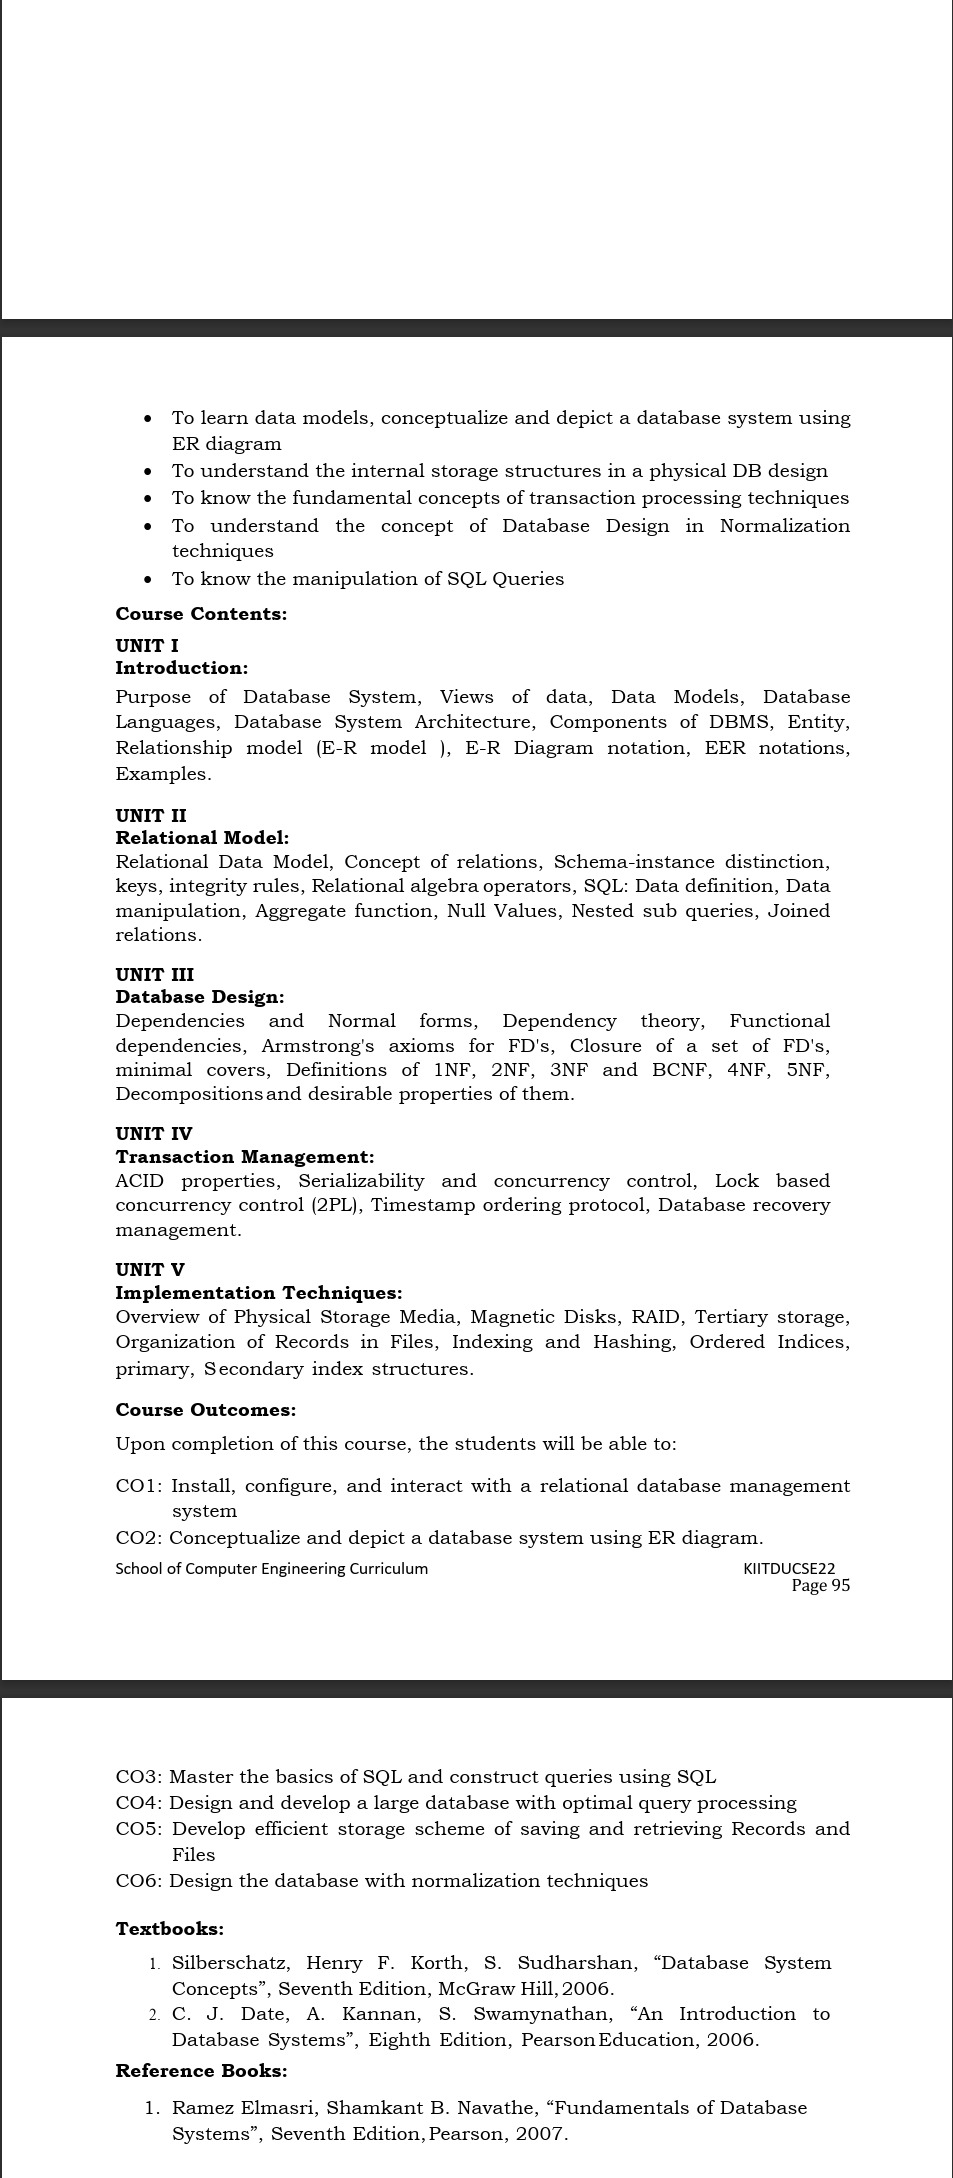 • To learn data models, conceptualize and depict a database system using
ER diagram
• To understand the internal storage structures in a physical DB design
• To know the fundamental concepts of transaction processing techniques
• To understand the concept of Database Design in Normalization
techniques
• To know the manipulation of SQL Queries
Course Contents:
UNIT I
Introduction:
Purpose of Database System, Views of data, Data Models, Database
Languages, Database System Architecture, Components of DBMS, Entity,
Relationship model (E-R model ), E-R Diagram notation, EER notations,
Examples.
UNIT II
Relational Model:
Relational Data Model, Concept of relations, Schema-instance distinction,
keys, integrity rules, Relational algebra operators, SQL: Data definition, Data
manipulation, Aggregate function, Null Values, Nested sub queries, Joined
relations.
UNIT III
Database Design:
Dependencies and Normal forms, Dependency theory, Functional
dependencies, Armstrong's axioms for FD's, Closure of a set of FD's,
minimal covers, Definitions of 1NF, 2NF, 3NF and BCNF, 4NF, 5NF,
Decompositions and desirable properties of them.
UNIT IV
Transaction Management:
ACID properties, Serializability and concurrency control, Lock based
concurrency control (2PL), Timestamp ordering protocol, Database recovery
management.
UNIT V
Implementation Techniques:
Overview of Physical Storage Media, Magnetic Disks, RAID, Tertiary storage,
Organization of Records in Files, Indexing and Hashing, Ordered Indices,
primary, Secondary index structures.
Course Outcomes:
Upon completion of this course, the students will be able to:
CO1: Install, configure, and interact with a relational database management
system
CO2: Conceptualize and depict a database system using ER diagram.
School of Computer Engineering Curriculum KIITDUCSE22
Page 95
CO3: Master the basics of SQL and construct queries using SQL
CO4: Design and develop a large database with optimal query processing
CO5: Develop efficient storage scheme of saving and retrieving Records and
Files
CO6: Design the database with normalization techniques
Textbooks:
1. Silberschatz, Henry F. Korth, S. Sudharshan, “Database System
Concepts”, Seventh Edition, McGraw Hill, 2006.
2. C. J. Date, A. Kannan, S. Swamynathan, “An Introduction to
Database Systems”, Eighth Edition, Pearson Education, 2006.
Reference Books:
1. Ramez Elmasri, Shamkant B. Navathe, “Fundamentals of Database
Systems”, Seventh Edition, Pearson, 2007.